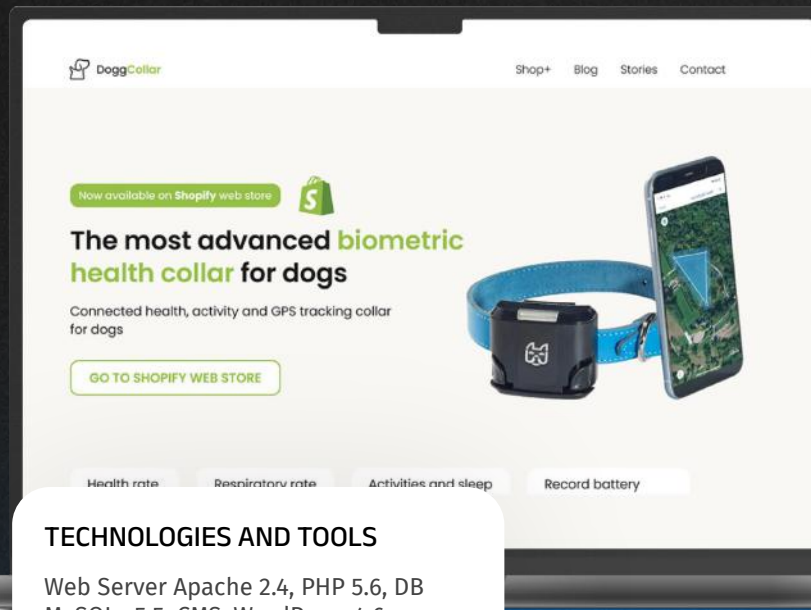 DoggCollar
Shop+ Blog Stories Contact
Now available on Shopify web store
The most advanced biometric
health collar for dogs
Connected health, activity and GPS tracking collar
for dogs
GO TO SHOPIFY WEB STORE
Health rate Respiratory rate Activities and sleep Record battery
TECHNOLOGIES AND TOOLS
Web Server Apache 2.4, PHP 5.6, DB